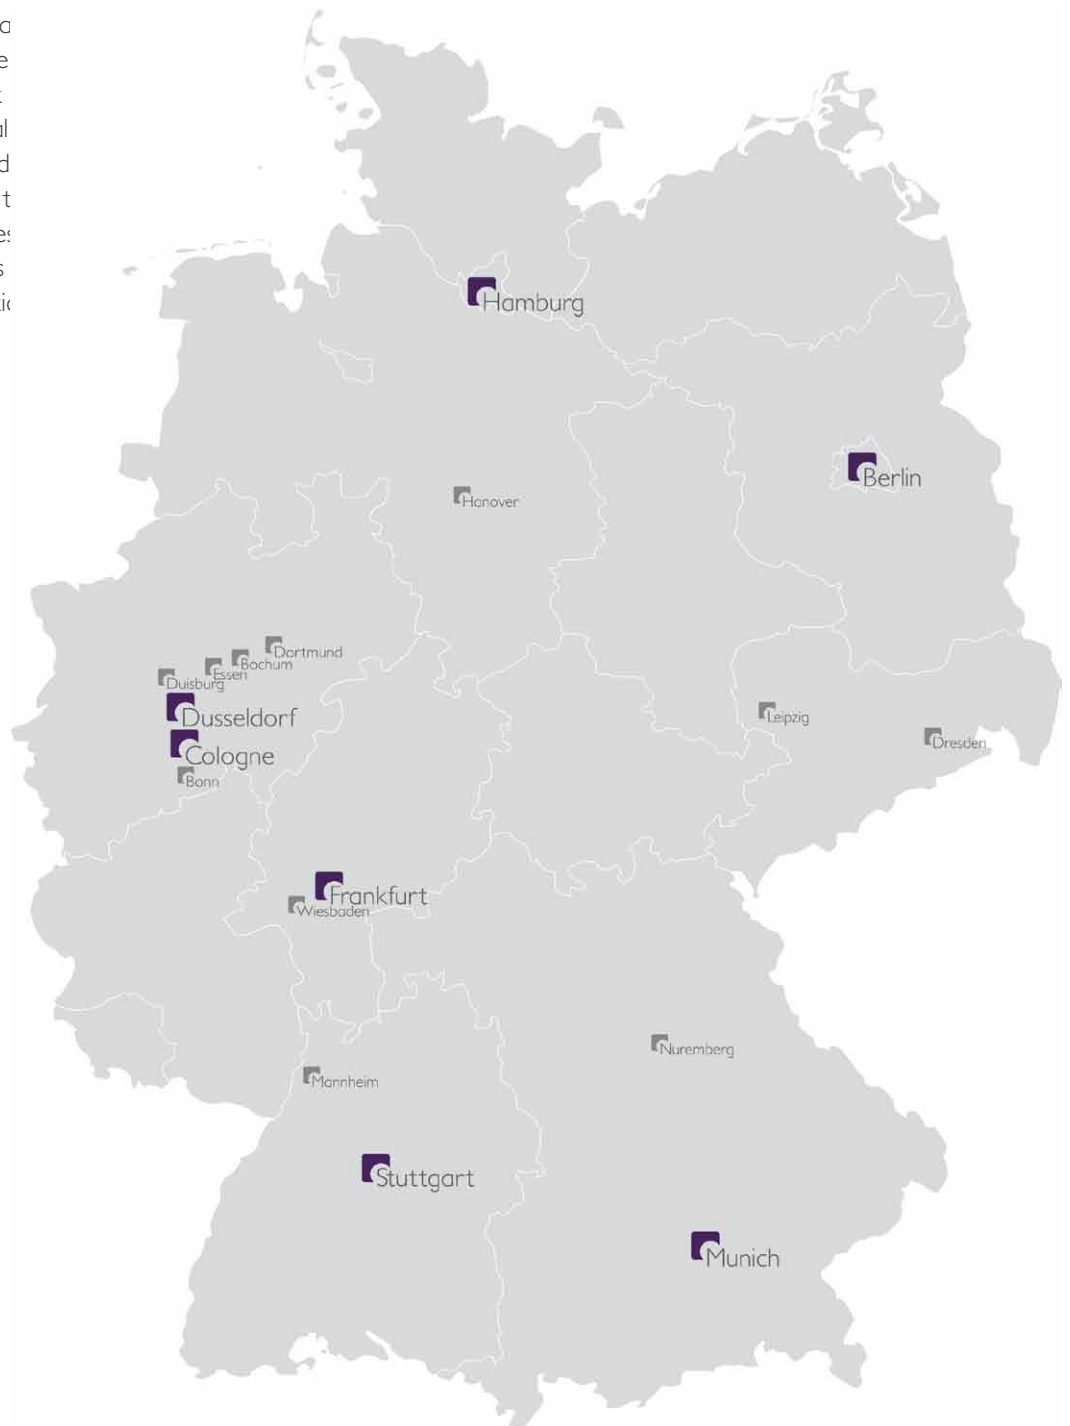 Hamburg
Berlin
Hanover
Dortmund
Bochum
Essen
Duisburg
Dusseldorf
Leipzig
Dresden
Cologne
Bonn
Frankfurt
Wiesbaden
Nuremberg
Mannheim
Stuttgart
Munich